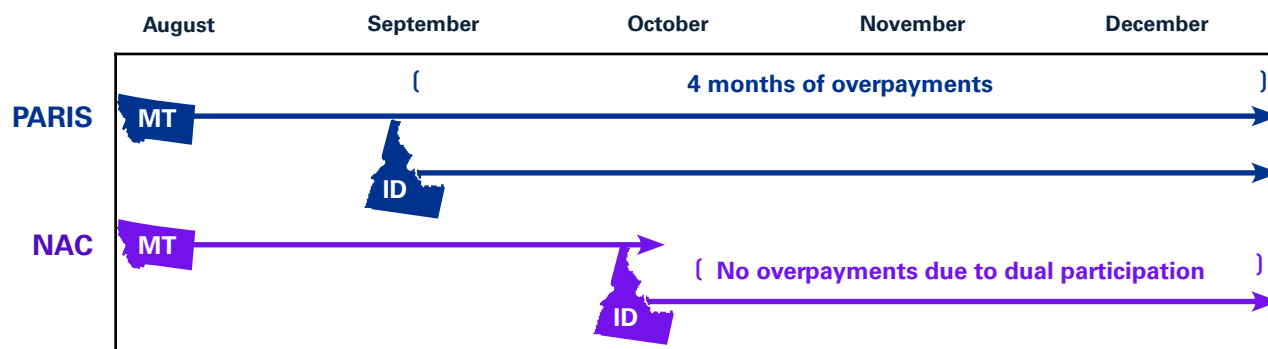 August September October November December
( 4 months of overpayments )
PARIS MT
ID
NAC MT
( No overpayments due to dual participation )
ID